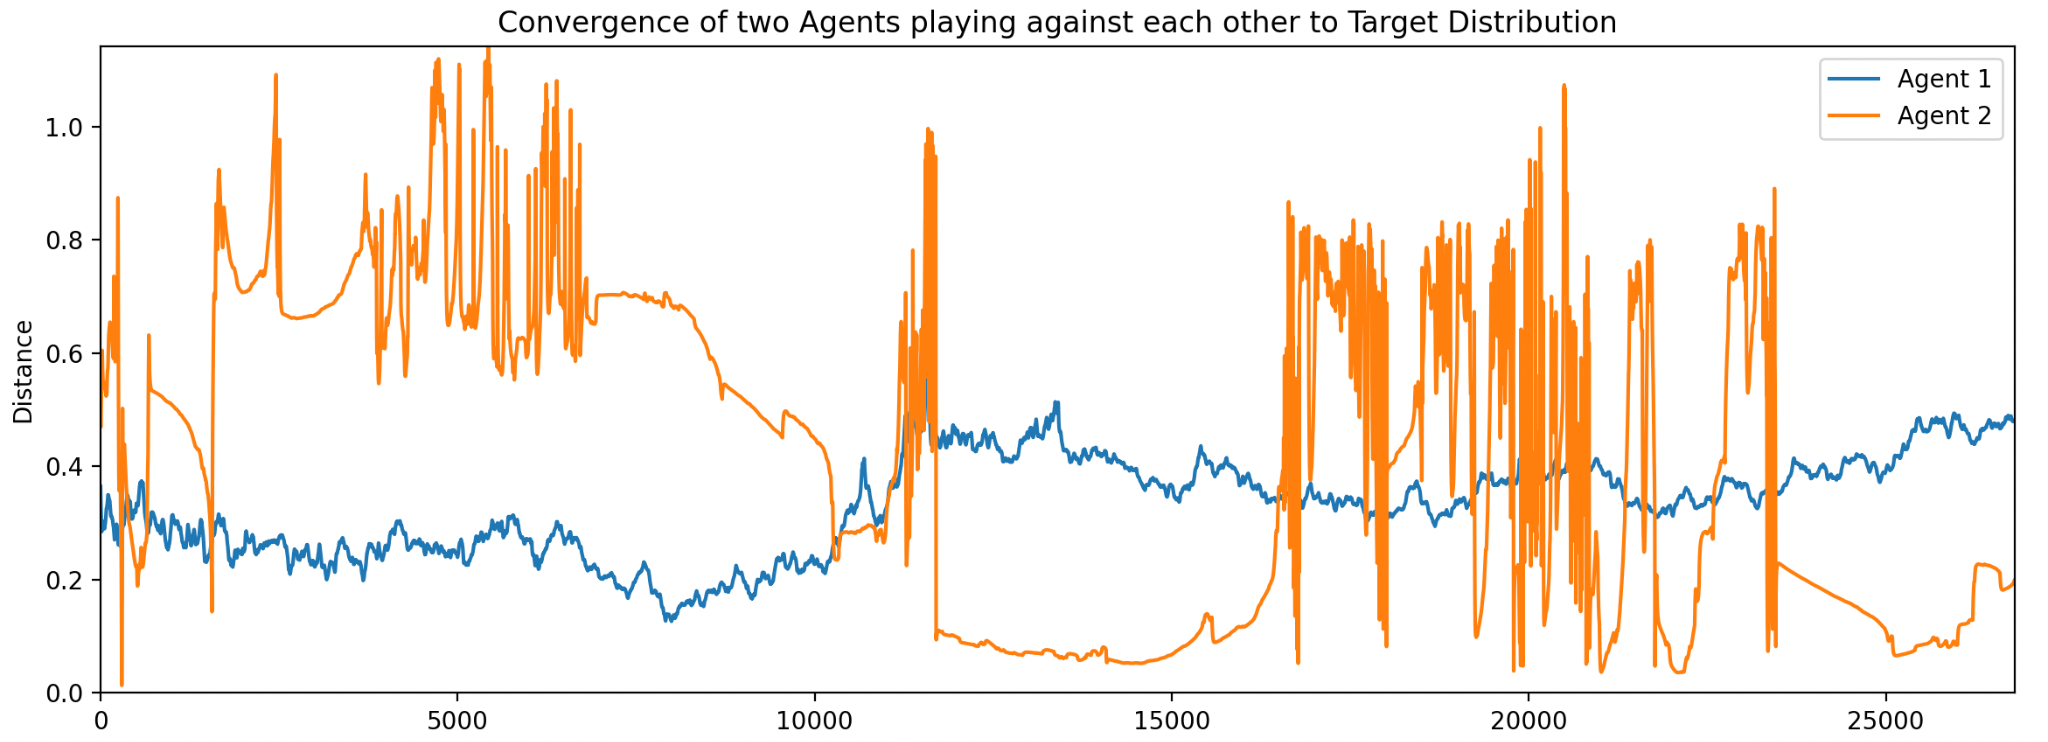 Convergence of two Agents playing against each other to Target Distribution
Agent 1
Agent 2
Distance
1.0
0.8
0.6
0.4
0.2
0.0
0 5000 10000 15000 20000 25000